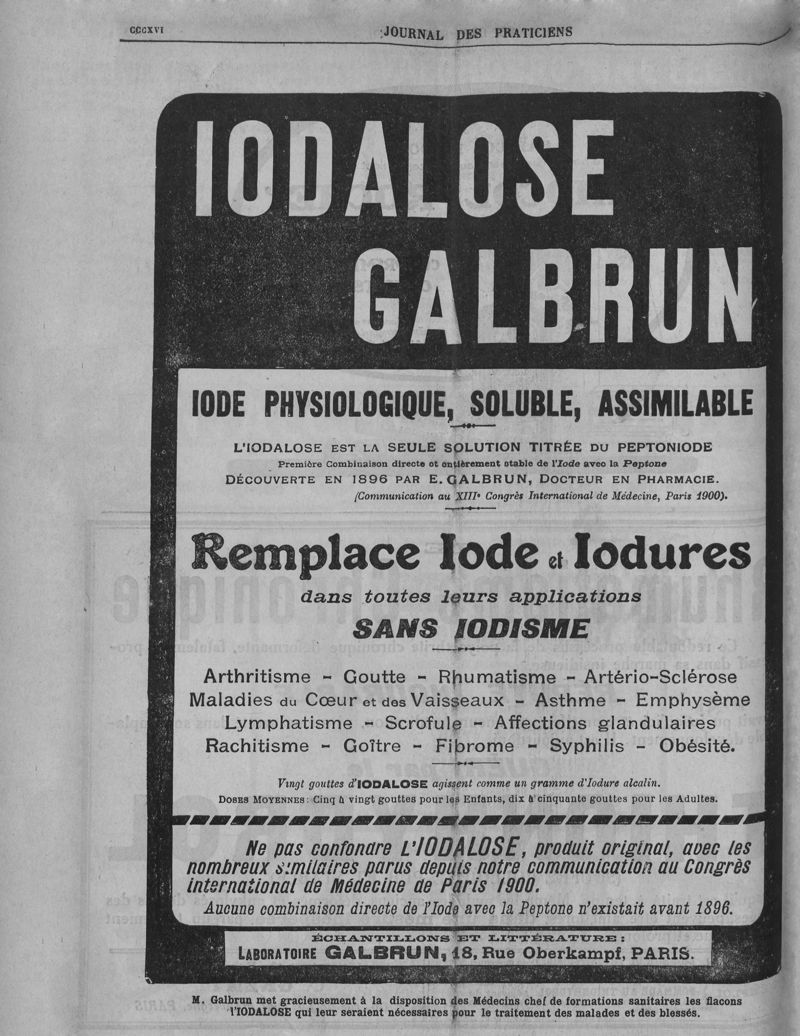 CCCXVI
JOURNAL DES PRATICIENS
IODALOSE
GALBRUN
IODE PHYSIOLOGIQUE, SOLUBLE, ASSIMILABLE
L'IODALOSE EST LA SEULE SOLUTION TITRÉE DU PEPTONIODE
Première Combinaison directe et entièrement stable de l'Iode avec la Peptone
DÉCOUVERTE EN 1896 PAR E. GALBRUN, DOCTEUR EN PHARMACIE.
(Communication au XIIIe Congrès International de Médecine, Paris 1900).
Remplace Iode et Iodures
dans toutes leurs applications
SANS IODISME
Arthritisme - Goutte - Rhumatisme - Artério-Sclérose
Maladies du Cœur et des Vaisseaux - Asthme - Emphysème
Lymphatisme - Scrofule - Affections glandulaires
Rachitisme - Goître - Fibrome - Syphilis - Obésité.
Vingt gouttes d'IODALOSE agissent comme un gramme d'Iodure alcalin.
DOSES MOYENNES : Cinq à vingt gouttes pour les Enfants, dix à cinquante gouttes pour les Adultes.
Ne pas confondre L'IODALOSE, produit original, avec les
nombreux similaires parus depuis notre communication au Congrès
international de Médecine de Paris 1900.
Aucune combinaison directe de l'Iode avec la Peptone n'existait avant 1896.
ÉCHANTILLONS ET LITTÉRATURE :
LABORATOIRE GALBRUN, 18, Rue Oberkampf, PARIS.
M. Galbrun met gracieusement à la disposition des Médecins chef de formations sanitaires les flacons
l'IODALOSE qui leur seraient nécessaires pour le traitement des malades et des blessés.